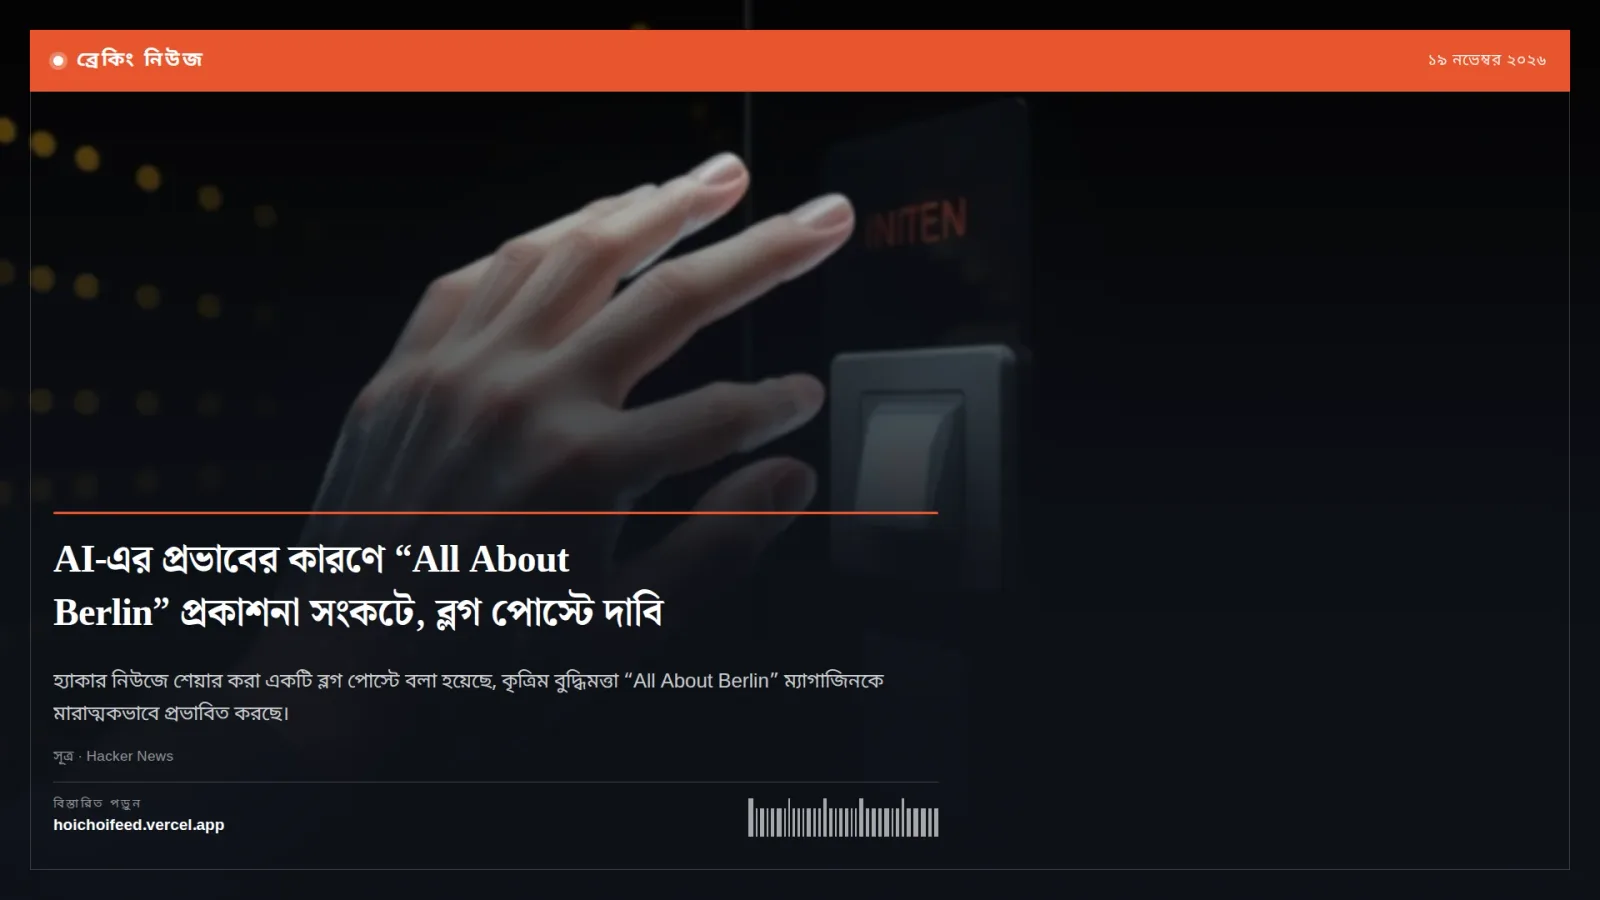 ব্রেকিং নিউজ
১৯ নভেম্বর ২০২৬
INITEN
AI-এর প্রভাবের কারণে “All About
Berlin” প্রকাশনা সংকটে, ব্লগ পোস্টে দাবি
হ্যাকার নিউজে শেয়ার করা একটি ব্লগ পোস্টে বলা হয়েছে, কৃত্রিম বুদ্ধিমত্তা “All About Berlin” ম্যাগাজিনকে
মারাত্মকভাবে প্রভাবিত করছে।
সূত্র · Hacker News
বিস্তারিত পড়ুন
hoichoifeed.vercel.app